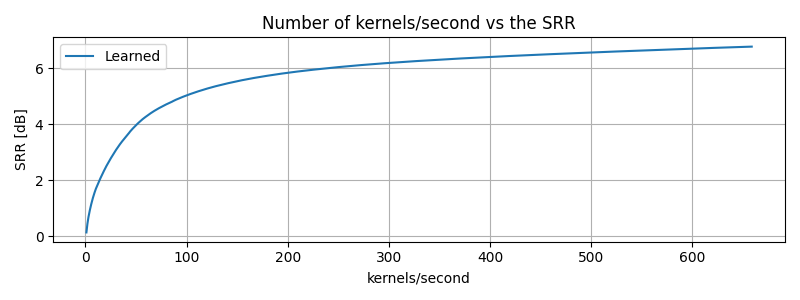 Number of kernels/second vs the SRR
Learned
SRR [dB]
6
4
2
0
0 100 200 300 400 500 600
kernels/second